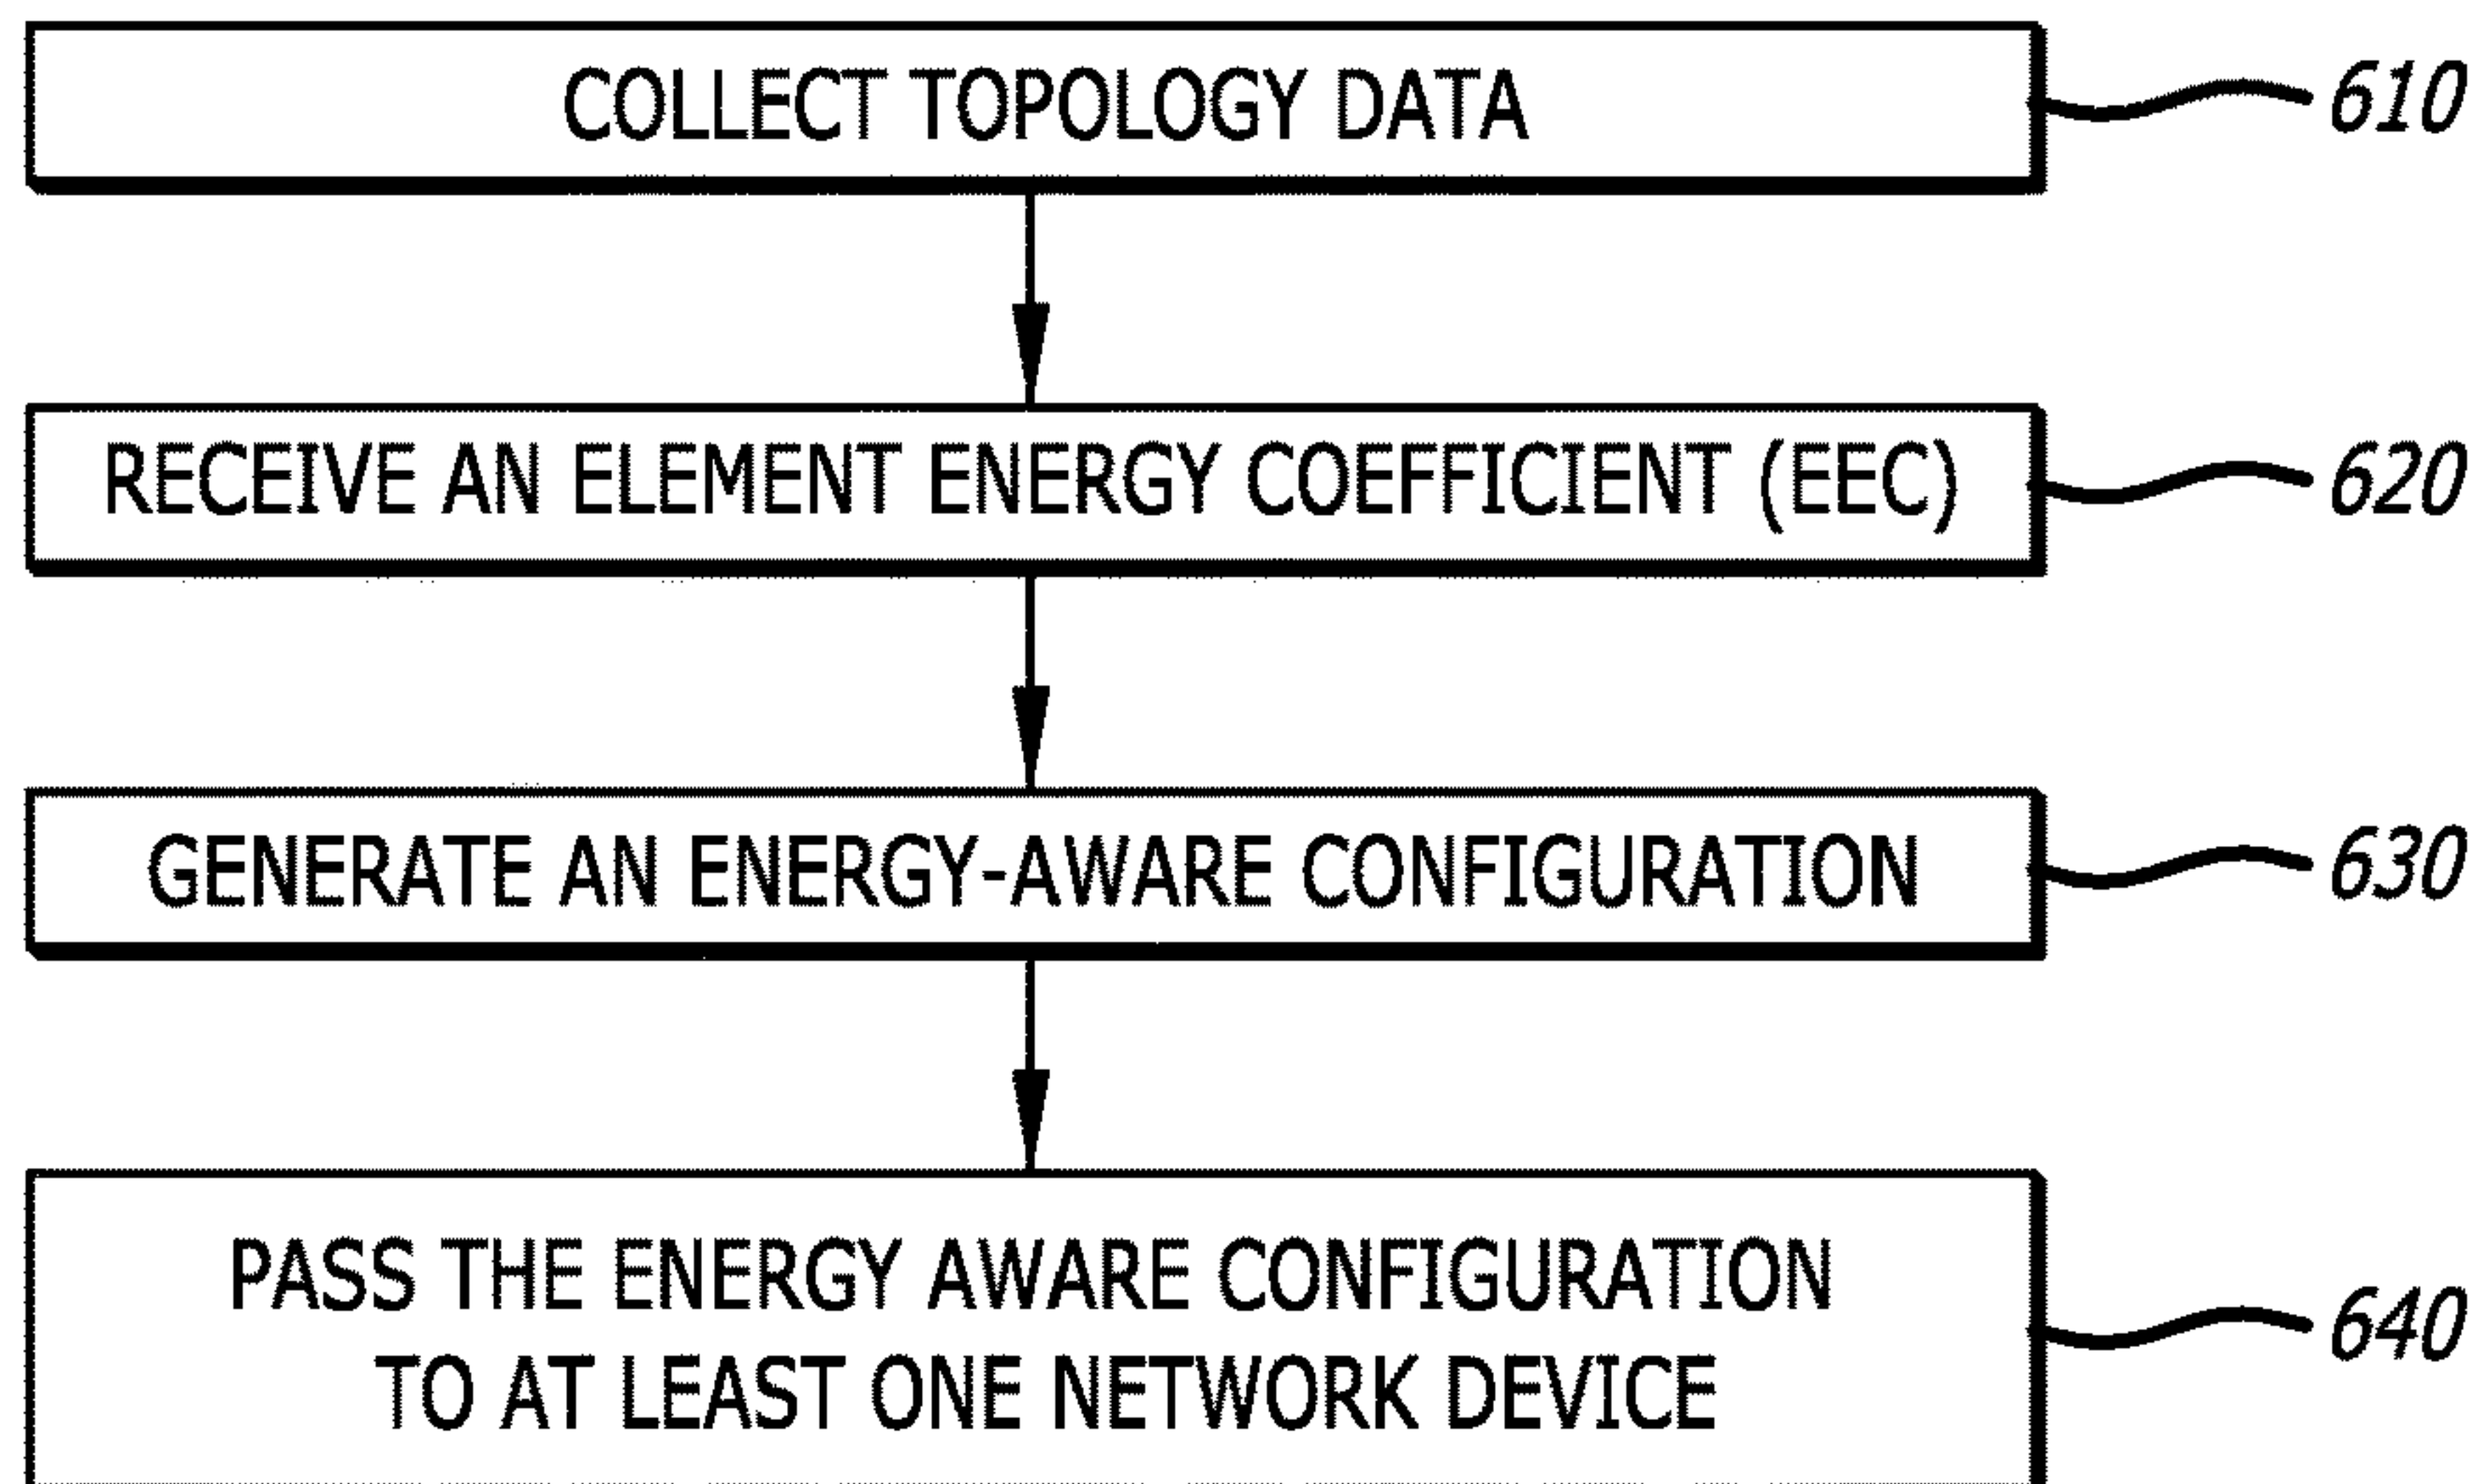 COLLECT TOPOLOGY DATA
610
RECEIVE AN ELEMENT ENERGY COEFFICIENT (EEC)
620
GENERATE AN ENERGY-AWARE CONFIGURATION
630
PASS THE ENERGY AWARE CONFIGURATION
TO AT LEAST ONE NETWORK DEVICE
640